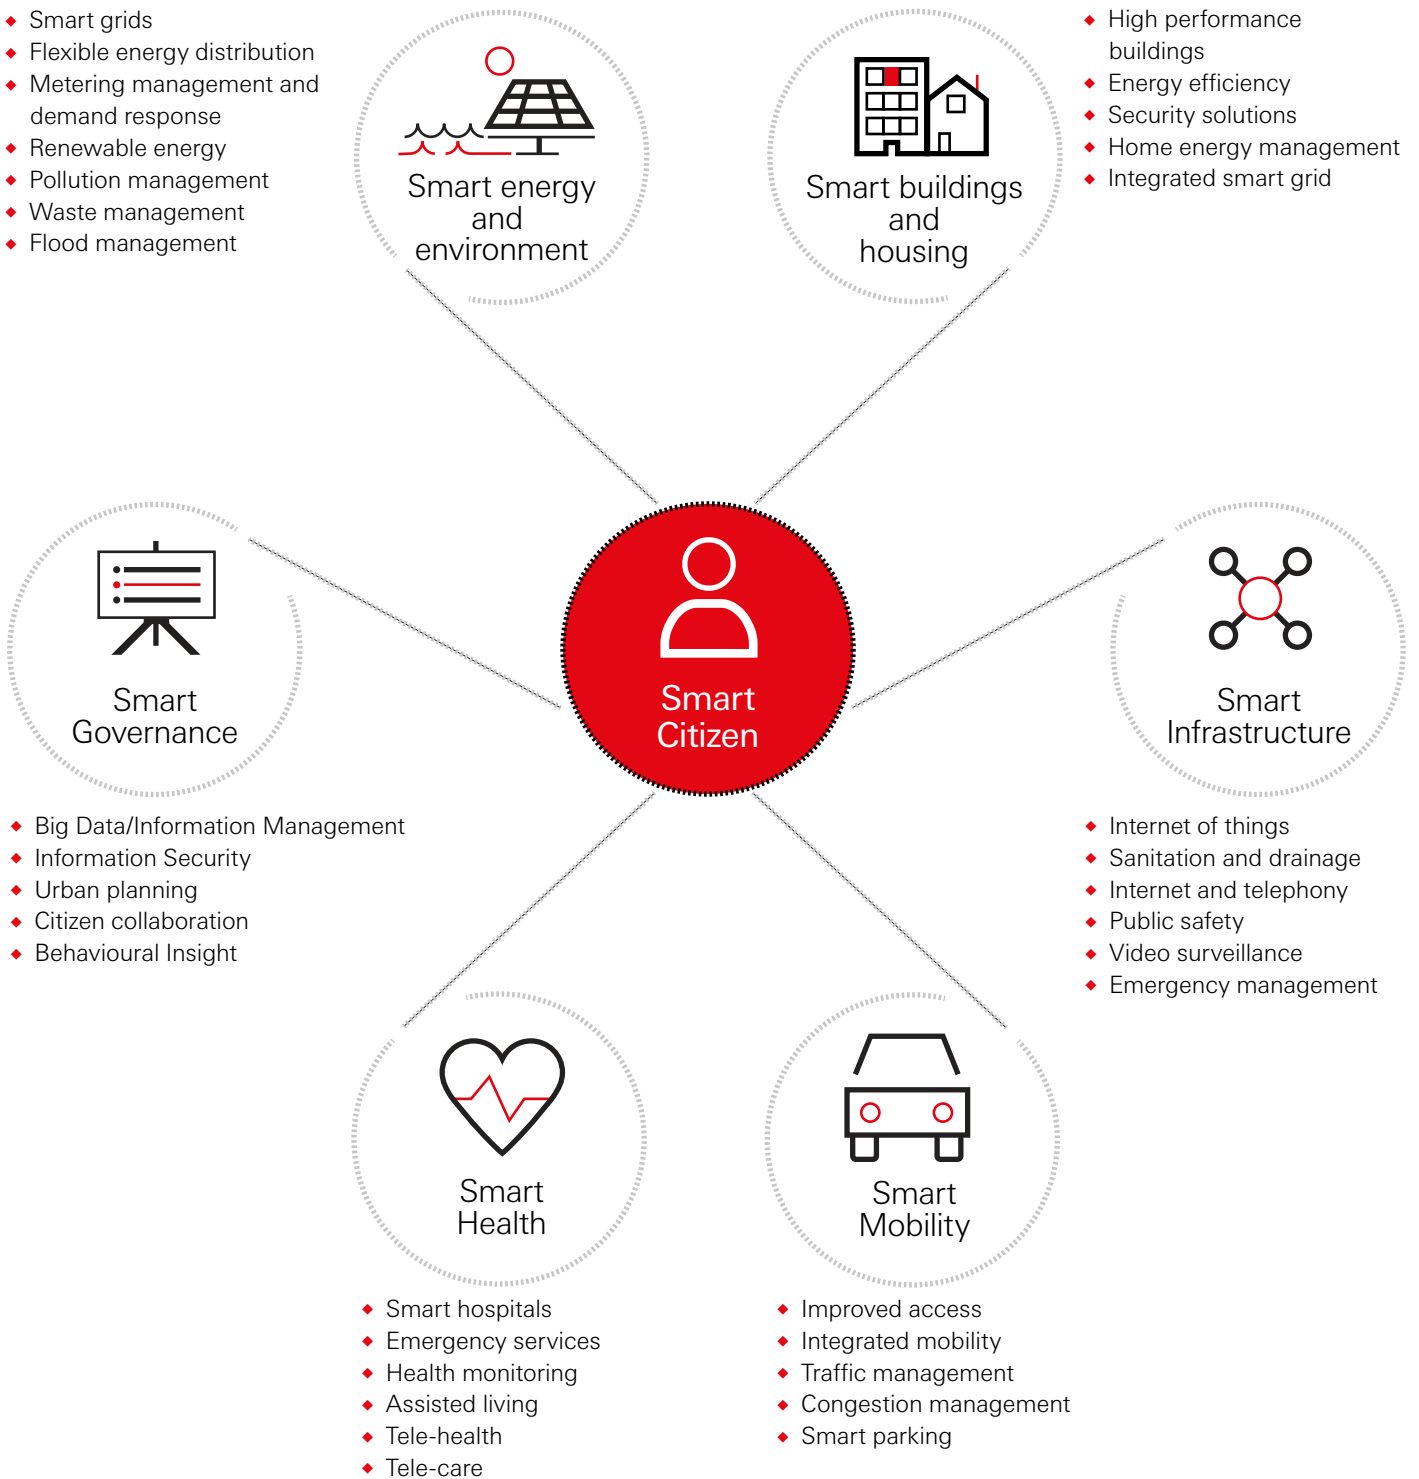 Smart grids
Flexible energy distribution
Metering management and
demand response
Renewable energy
Pollution management
Waste management
Flood management
Smart energy
and
environment
Smart buildings
and
housing
High performance
buildings
Energy efficiency
Security solutions
Home energy management
Integrated smart grid
Smart
Governance
Smart
Citizen
Smart
Infrastructure
Big Data/Information Management
Information Security
Urban planning
Citizen collaboration
Behavioural Insight
Internet of things
Sanitation and drainage
Internet and telephony
Public safety
Video surveillance
Emergency management
Smart
Health
Smart
Mobility
Smart hospitals
Emergency services
Health monitoring
Assisted living
Tele-health
Tele-care
Improved access
Integrated mobility
Traffic management
Congestion management
Smart parking